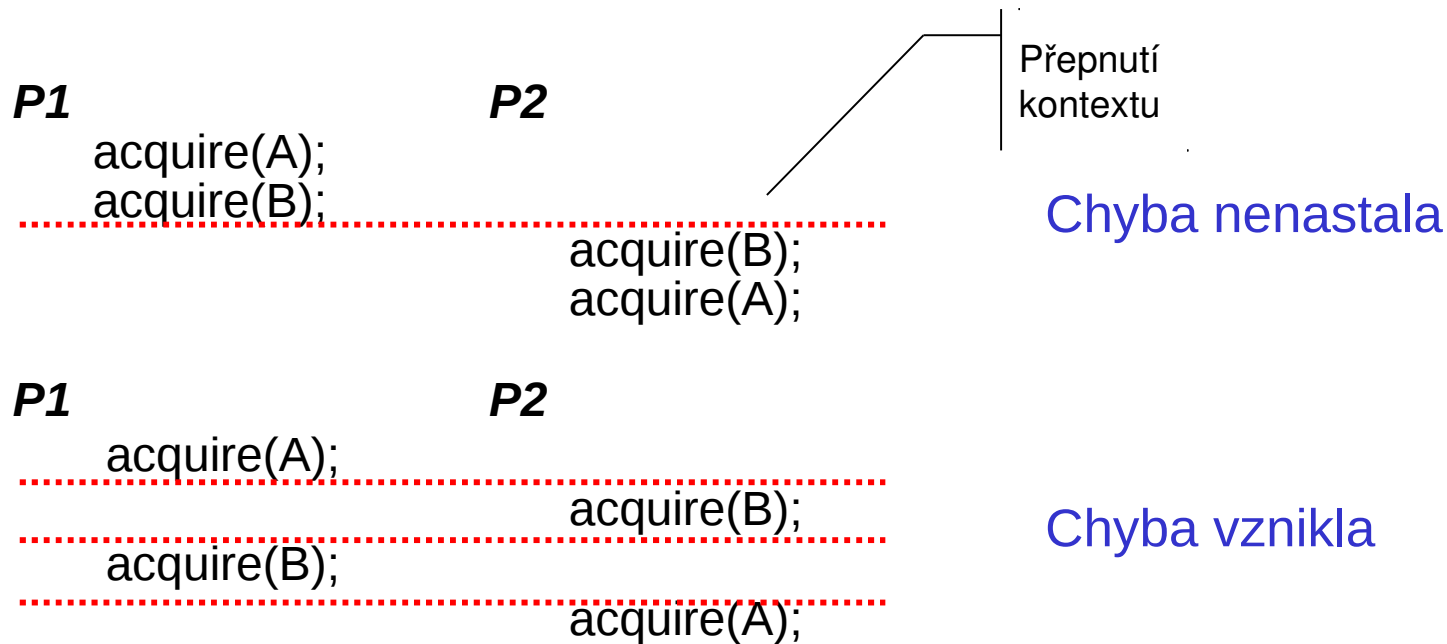 Přepnutí
kontextu
P1 P2
acquire(A);
acquire(B);
Chyba nenastala
acquire(B);
acquire(A);
P1 P2
acquire(A);
acquire(B);
Chyba vznikla
acquire(B);
acquire(A);